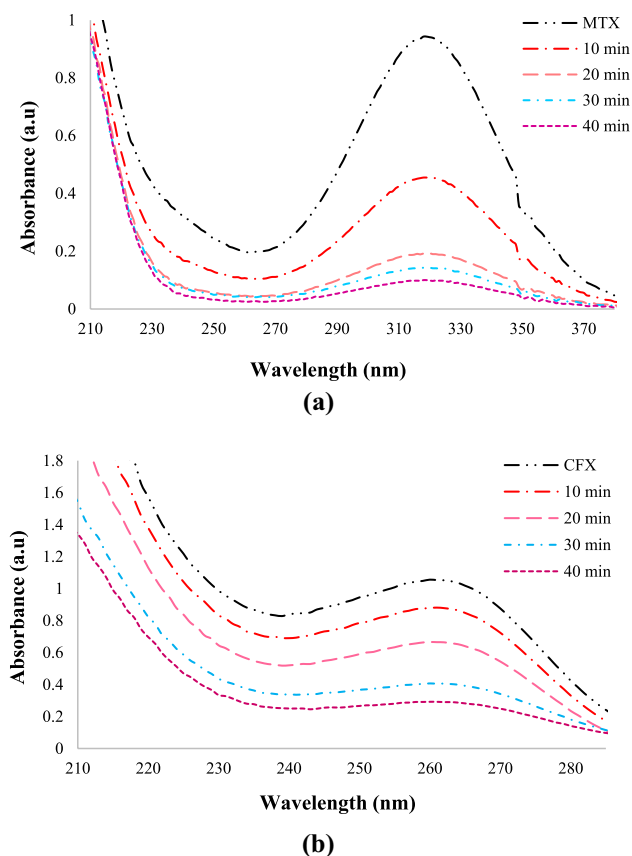 1
0.8
0.6
0.4
0.2
0
Absorbance (a.u)
210 230 250 270 290 310 330 350 370
Wavelength (nm)
MTX
10 min
20 min
30 min
40 min
(a)
1.8
1.6
1.4
1.2
1
0.8
0.6
0.4
0.2
0
Absorbance (a.u)
210 220 230 240 250 260 270 280
Wavelength (nm)
CFX
10 min
20 min
30 min
40 min
(b)